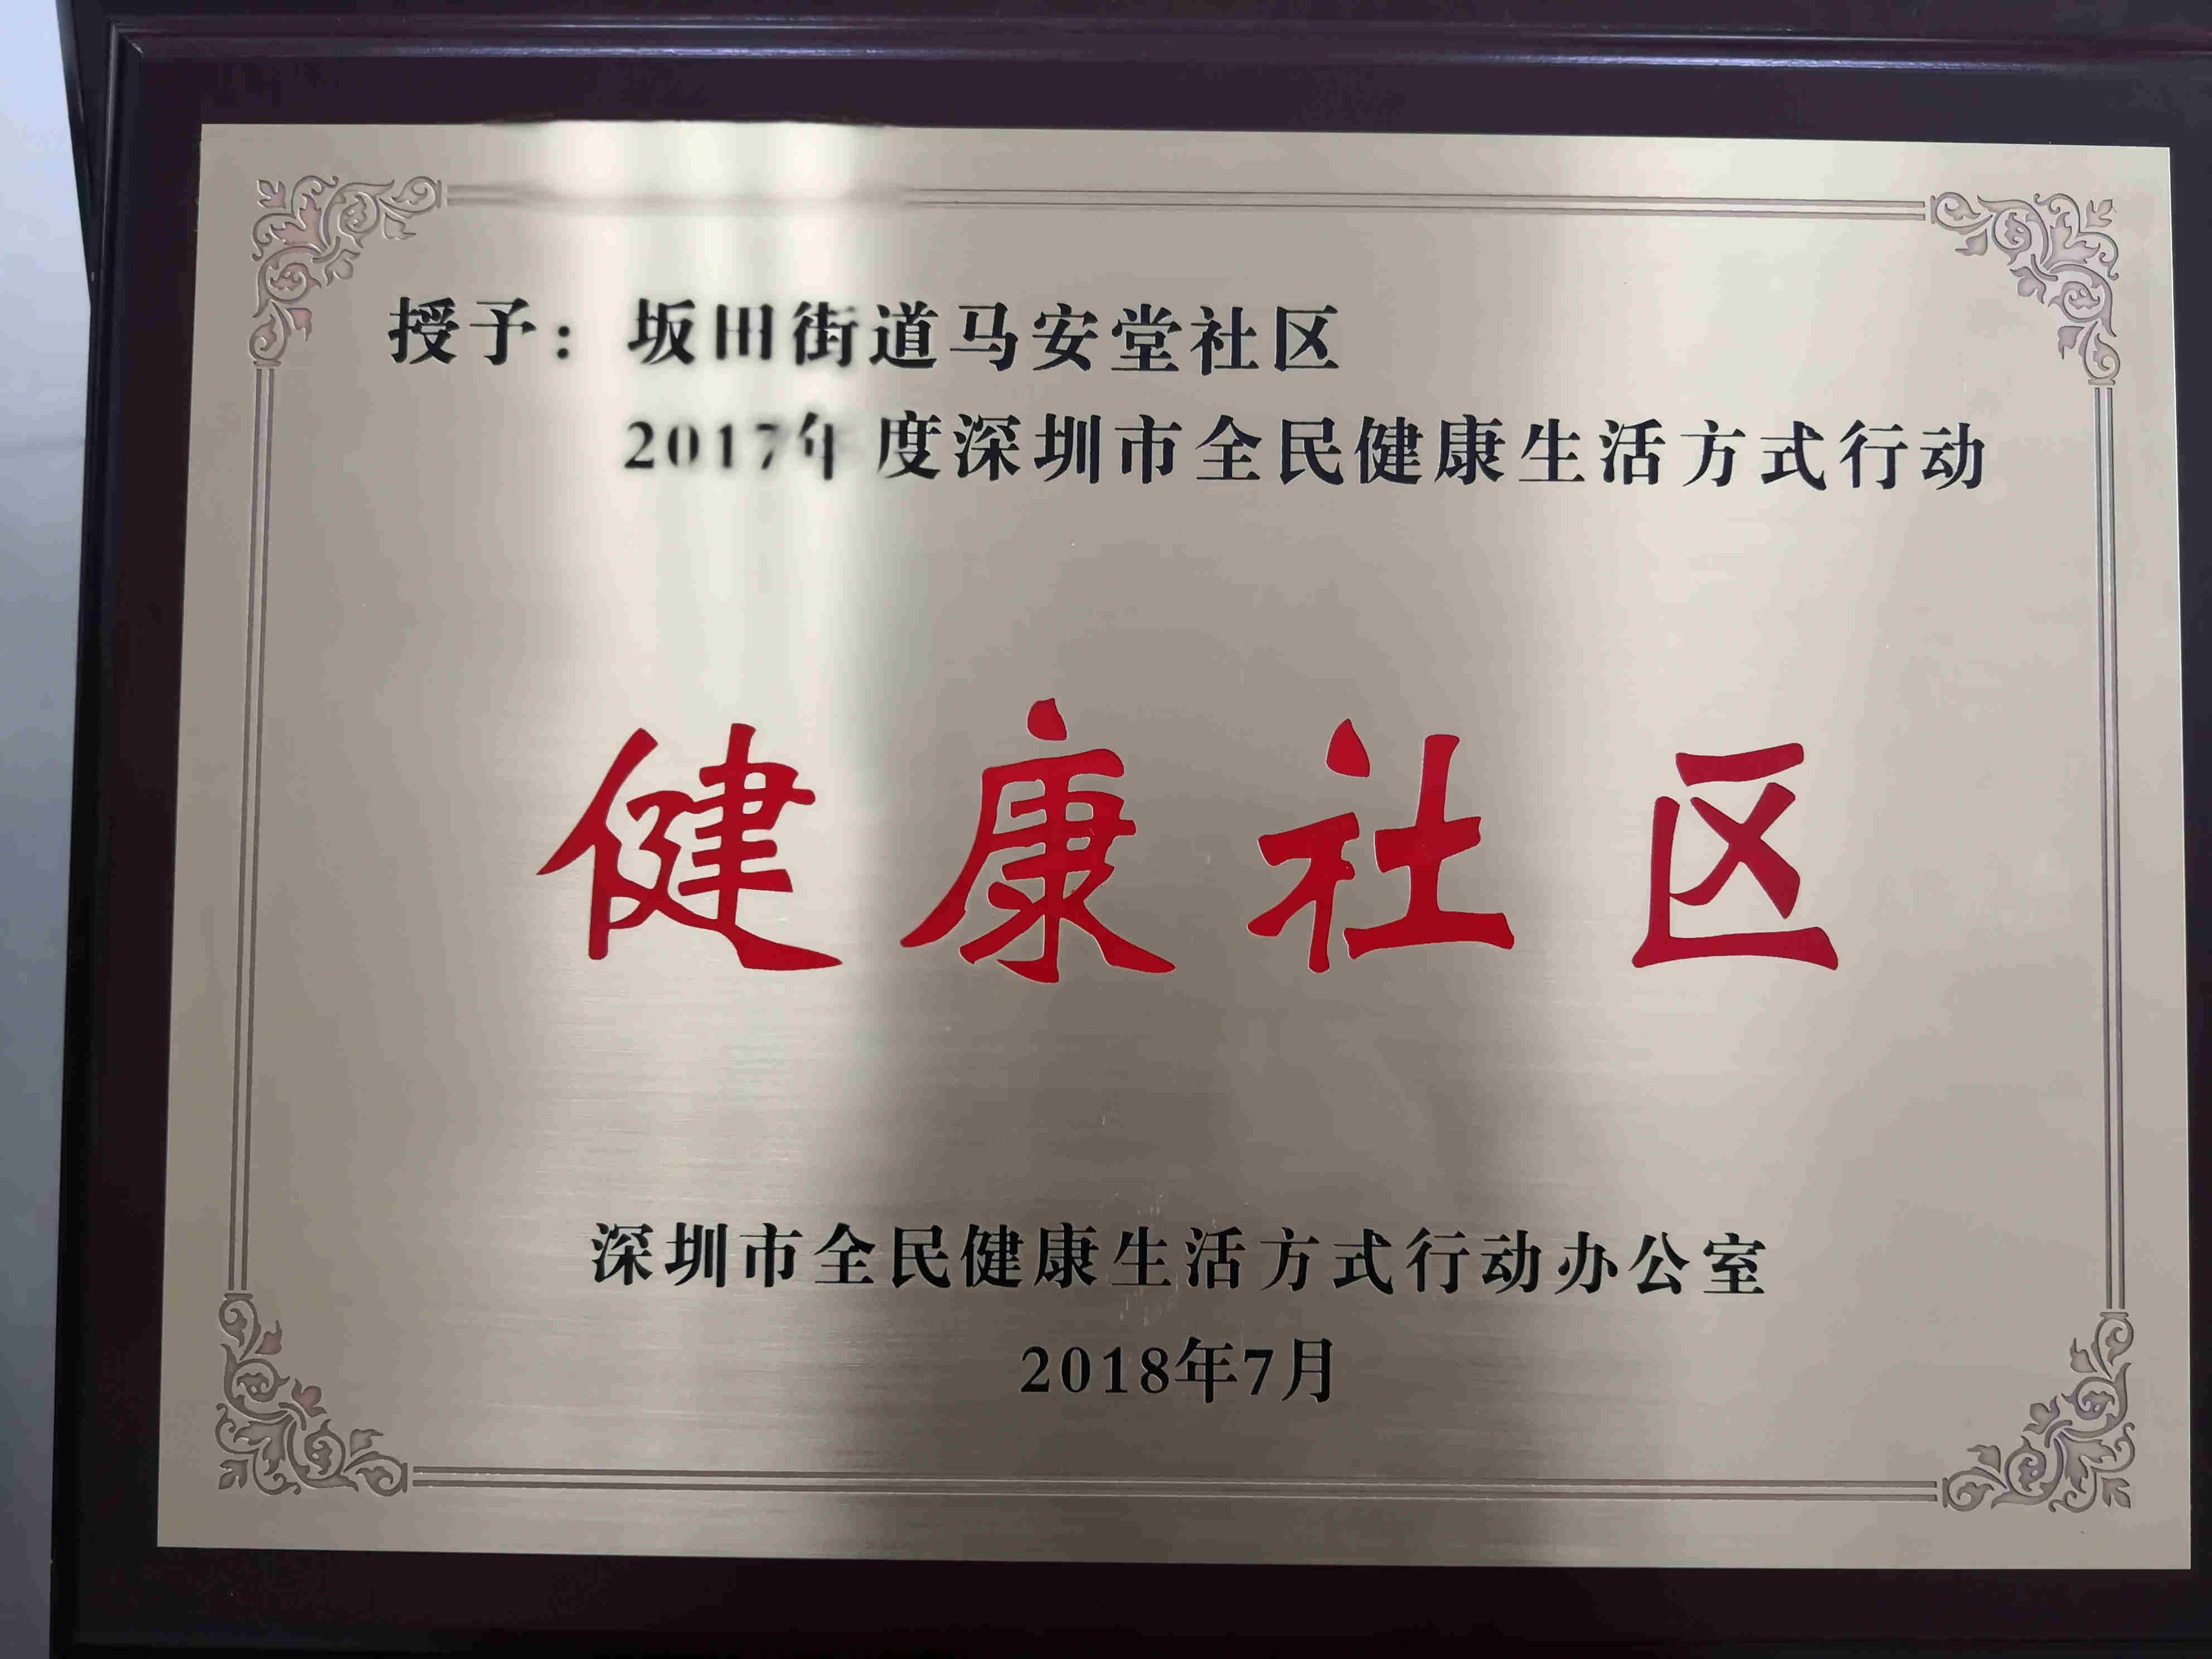 授予：坂田街道马安堂社区
2017年度深圳市全民健康生活方式行动
健康社区
深圳市全民健康生活方式行动办公室
2018年7月